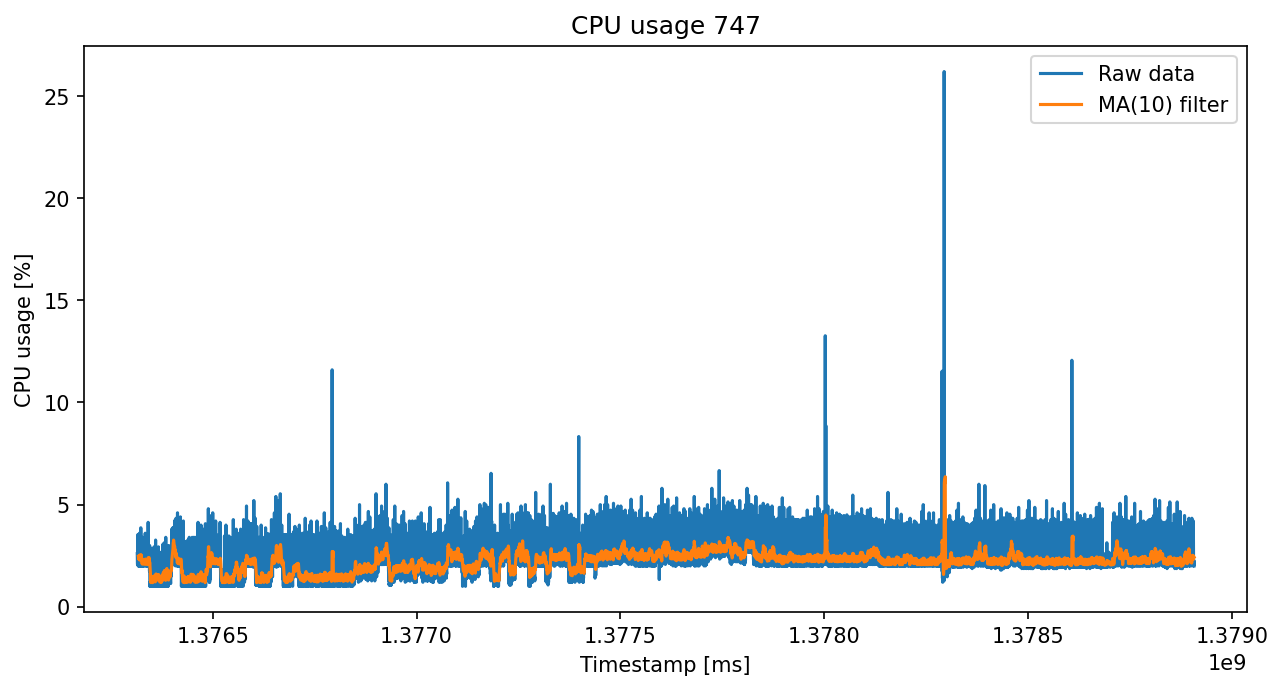 CPU usage 747
Raw data
MA(10) filter
CPU usage [%]
25
20
15
10
5
0
1.3765
1.3770
1.3775
1.3780
1.3785
1.3790
1e9
Timestamp [ms]